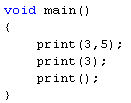 void main()
{
    print(3,5);
    print(3);
    print();
}